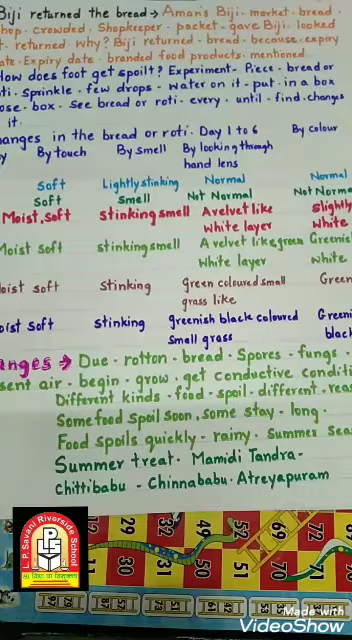 Biji returned the bread → Aman's Biji. market. bread.
shop. crowded. Shopkeeper. packet. gave Biji. looked
it. returned. Why? Biji returned - bread. because. expiry
date. Expiry date. branded food products. mentioned.
How does foot get spoilt? Experiment - Piece - bread or
roti. sprinkle. few drops - water on it - put in a box
close - box. See bread or roti - every. until - find. changes
it.
Changes in the bread or roti. Day 1 to 6
By touch By smell By looking through hand lens By colour
Soft Lightly stinking Normal Normal
Soft Smell Not Normal Not Normal
Moist, soft Stinking smell A velvet like White layer Slightly White
Moist soft Stinking smell A velvet like green White layer Greenish white
Moist soft Stinking green coloured small grass like Green
Moist soft Stinking greenish black coloured small grass Greenish black
Changes → Due. rotton - bread. Spores - fungs.
present air - begin - grow. get conductive conditi
Different kinds - food - spoil - different. reas
Some food spoil soon, some stay - long.
Food spoils quickly - rainy. Summer Sea
Summer treat. Mamidi Tandra -
chittibabu - Chinnababu. Atreyapuram
L.P. Savani Riverside School
LPS
29 32 49 52 69 72
30 31 50 51 70 71
Made with
VideoShow